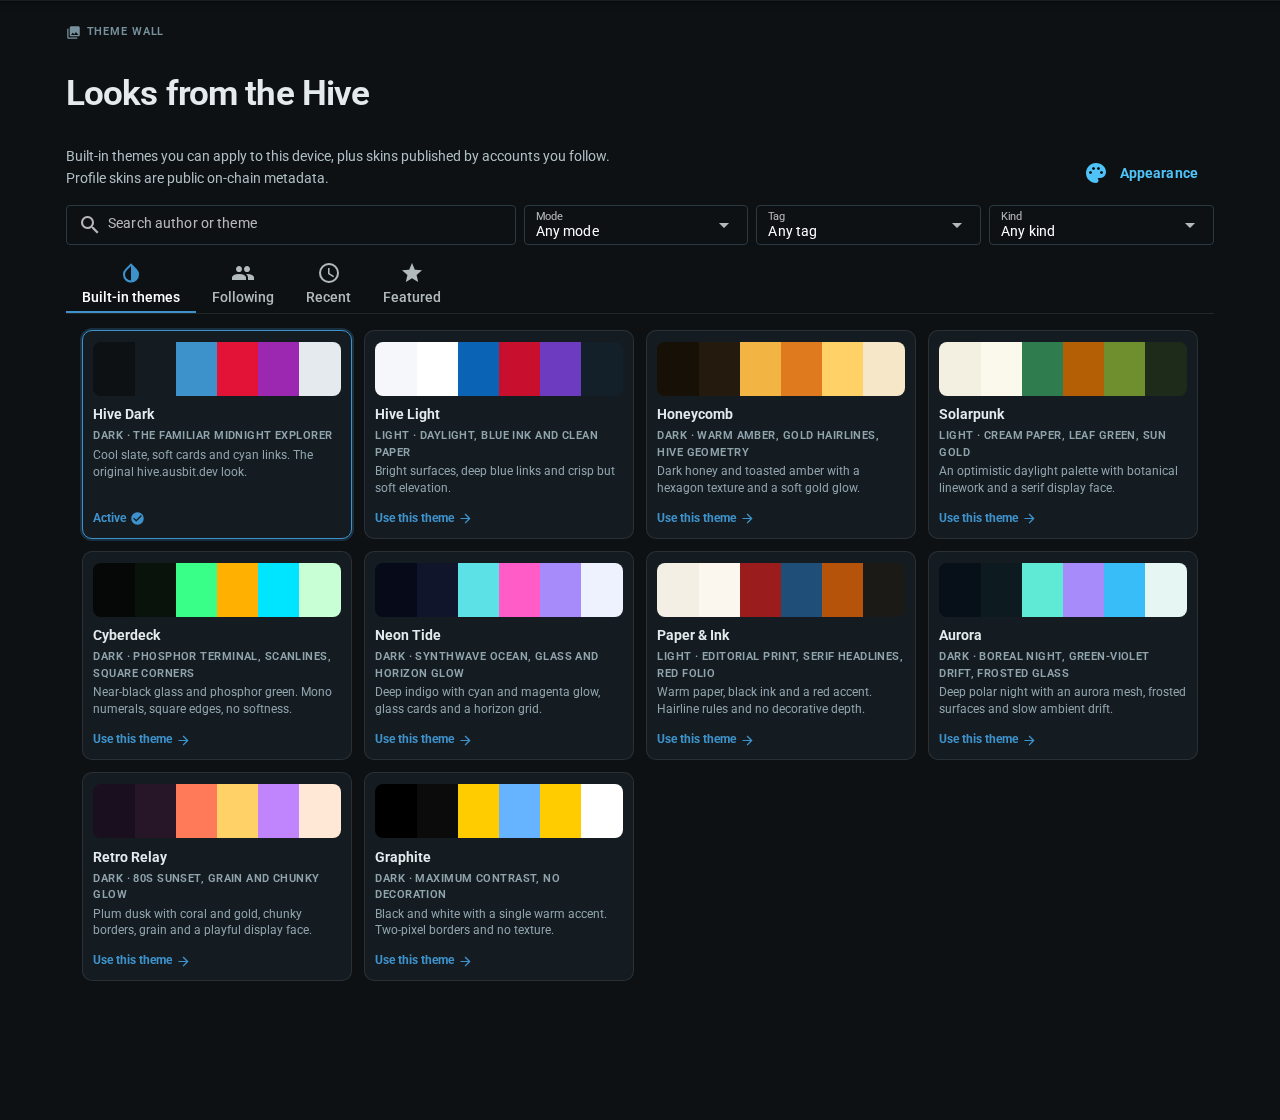 THEME WALL
Looks from the Hive
Built-in themes you can apply to this device, plus skins published by accounts you follow.
Profile skins are public on-chain metadata.
Appearance
Search author or theme
Mode
Any mode
Tag
Any tag
Kind
Any kind
Built-in themes
Following
Recent
Featured
Hive Dark
DARK · THE FAMILIAR MIDNIGHT EXPLORER
Cool slate, soft cards and cyan links. The
original hive.ausbit.dev look.
Active
Hive Light
LIGHT · DAYLIGHT, BLUE INK AND CLEAN
PAPER
Bright surfaces, deep blue links and crisp but
soft elevation.
Use this theme
Honeycomb
DARK · WARM AMBER, GOLD HAIRLINES,
HIVE GEOMETRY
Dark honey and toasted amber with a
hexagon texture and a soft gold glow.
Use this theme
Solarpunk
LIGHT · CREAM PAPER, LEAF GREEN, SUN
GOLD
An optimistic daylight palette with botanical
linework and a serif display face.
Use this theme
Cyberdeck
DARK · PHOSPHOR TERMINAL, SCANLINES,
SQUARE CORNERS
Near-black glass and phosphor green. Mono
numerals, square edges, no softness.
Use this theme
Neon Tide
DARK · SYNTHWAVE OCEAN, GLASS AND
HORIZON GLOW
Deep indigo with cyan and magenta glow,
glass cards and a horizon grid.
Use this theme
Paper & Ink
LIGHT · EDITORIAL PRINT, SERIF HEADLINES,
RED FOLIO
Warm paper, black ink and a red accent.
Hairline rules and no decorative depth.
Use this theme
Aurora
DARK · BOREAL NIGHT, GREEN-VIOLET
DRIFT, FROSTED GLASS
Deep polar night with an aurora mesh, frosted
surfaces and slow ambient drift.
Use this theme
Retro Relay
DARK · 80S SUNSET, GRAIN AND CHUNKY
GLOW
Plum dusk with coral and gold, chunky
borders, grain and a playful display face.
Use this theme
Graphite
DARK · MAXIMUM CONTRAST, NO
DECORATION
Black and white with a single warm accent.
Two-pixel borders and no texture.
Use this theme